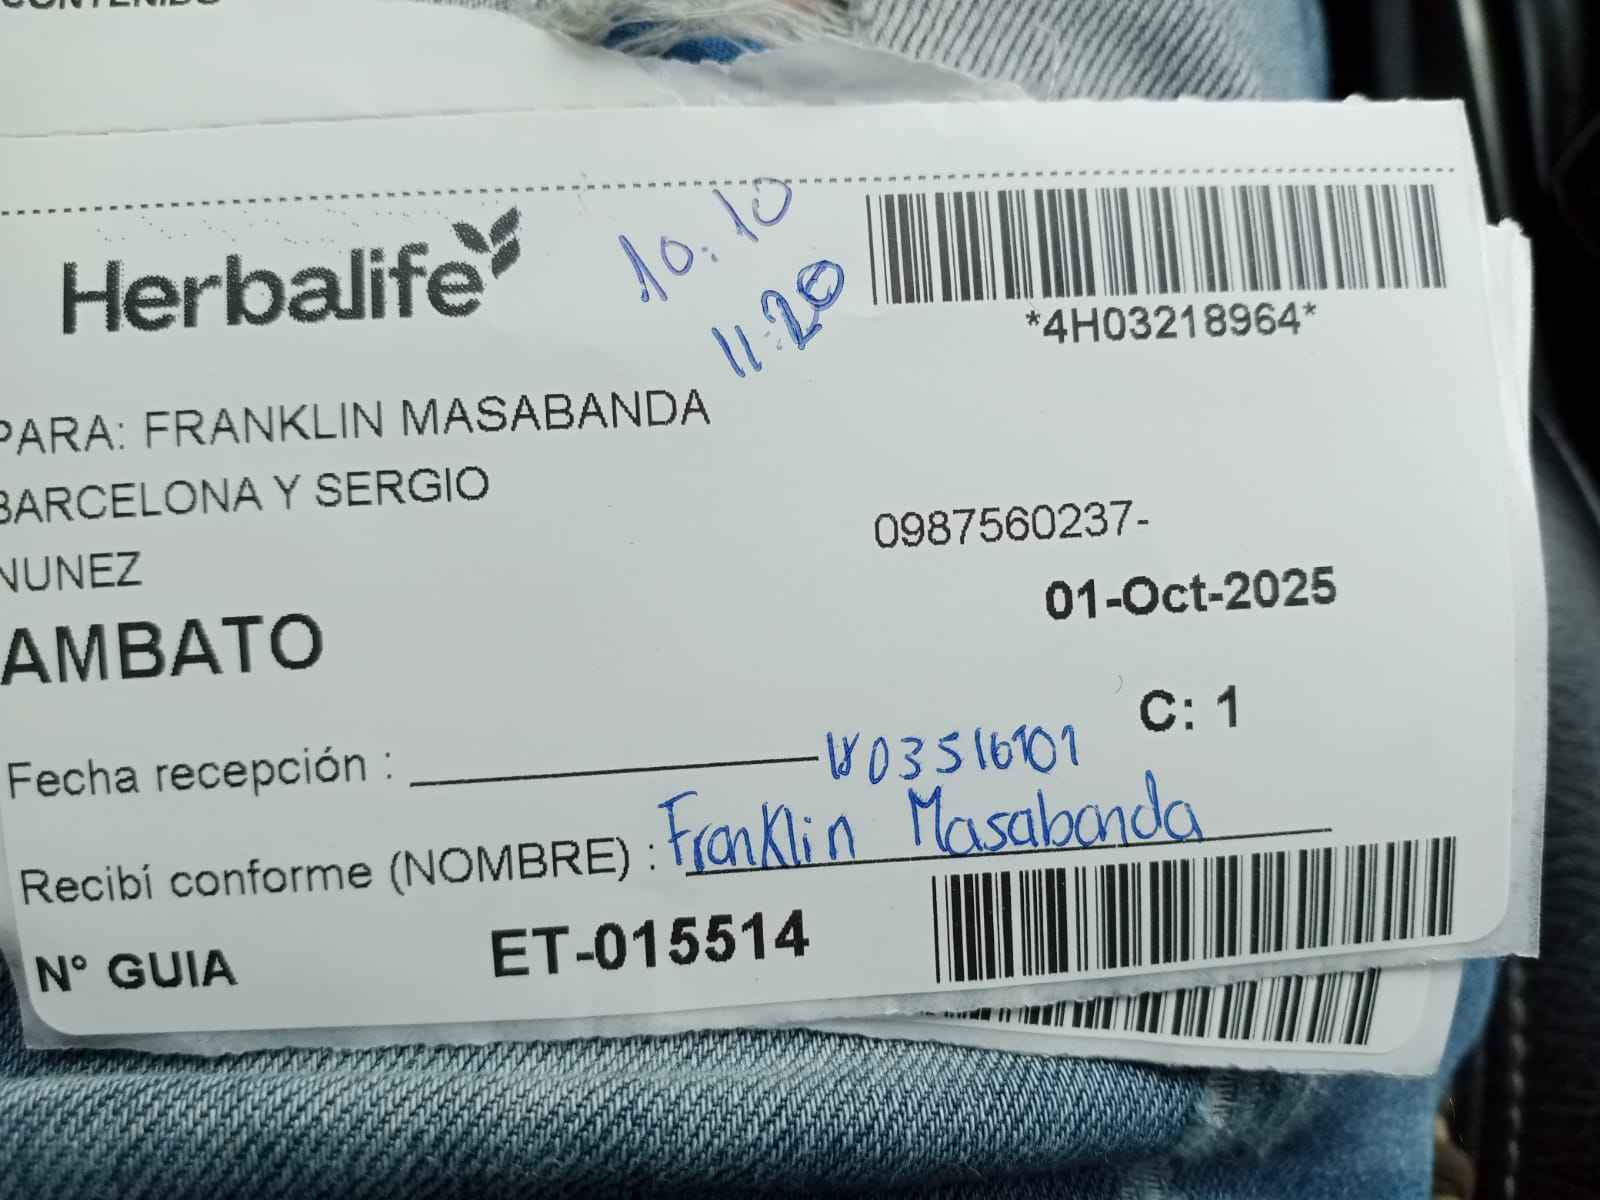 CONTENIDO
Herbalife
10:10
11:20
*4H03218964*
PARA: FRANKLIN MASABANDA
BARCELONA Y SERGIO
NUNEZ
0987560237-
01-Oct-2025
AMBATO
C: 1
Fecha recepción :
Recibí conforme (NOMBRE) : Franklin Masabanda
N° GUIA ET-015514